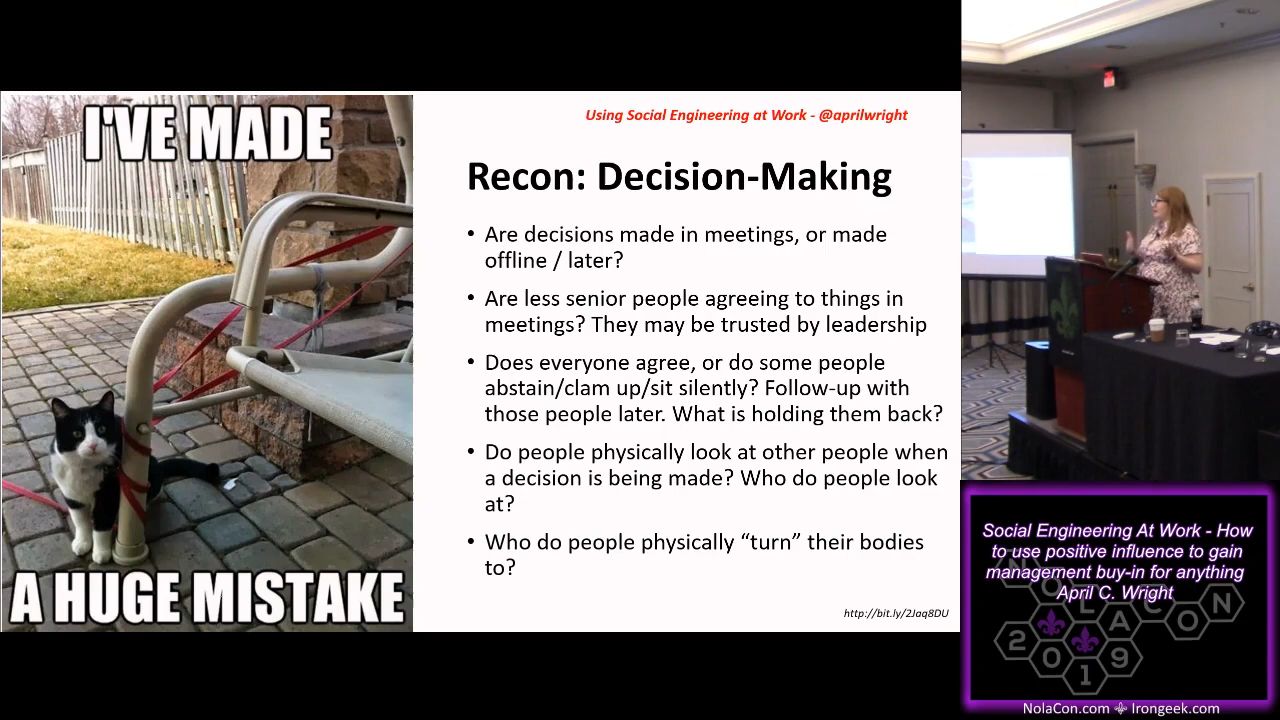 I'VE MADE
A HUGE MISTAKE
Using Social Engineering at Work - @aprilwright
Recon: Decision-Making
• Are decisions made in meetings, or made
offline / later?
• Are less senior people agreeing to things in
meetings? They may be trusted by leadership
• Does everyone agree, or do some people
abstain/clam up/sit silently? Follow-up with
those people later. What is holding them back?
• Do people physically look at other people when
a decision is being made? Who do people look
at?
• Who do people physically “turn” their bodies
to?
http://bit.ly/2Jaq8DU
Social Engineering At Work - How
to use positive influence to gain
management buy-in for anything
April C. Wright
NOLACON
2019
NolaCon.com ⚜ Irongeek.com